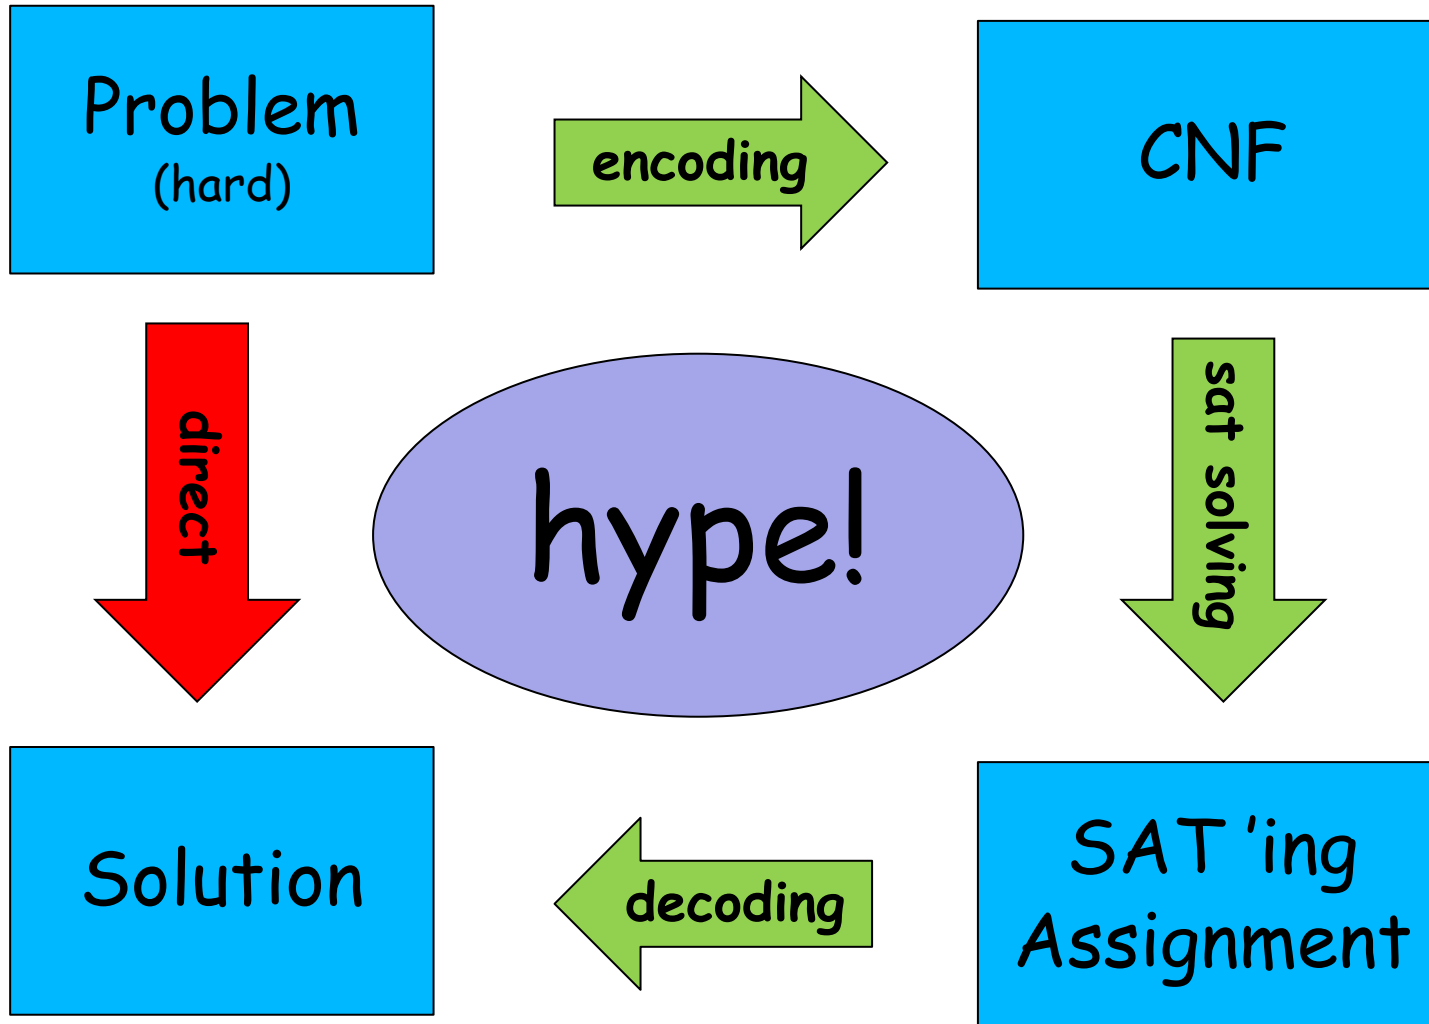 Problem
(hard)
encoding
CNF
direct
hype!
sat solving
Solution
decoding
SAT 'ing
Assignment